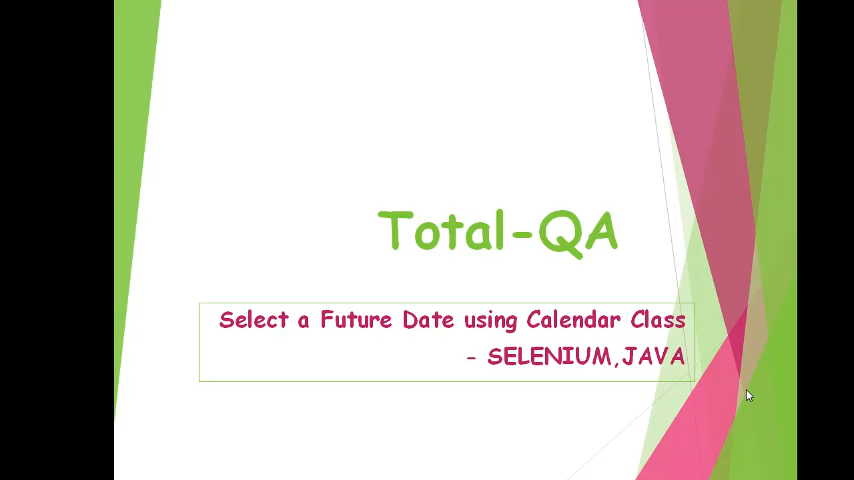 Total-QA
Select a Future Date using Calendar Class
- SELENIUM,JAVA